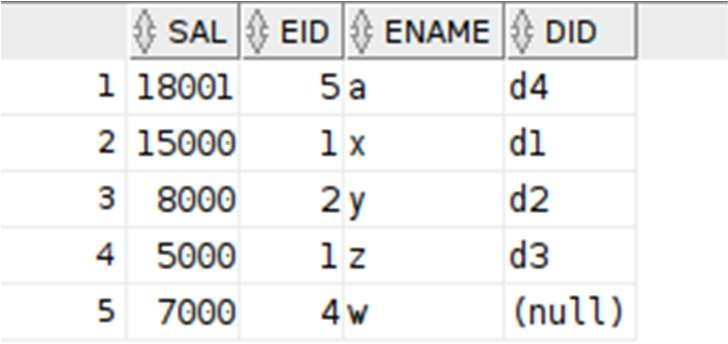 SAL EID ENAME DID
1 18001 5 a d4
2 15000 1 x d1
3 8000 2 y d2
4 5000 1 z d3
5 7000 4 w (null)